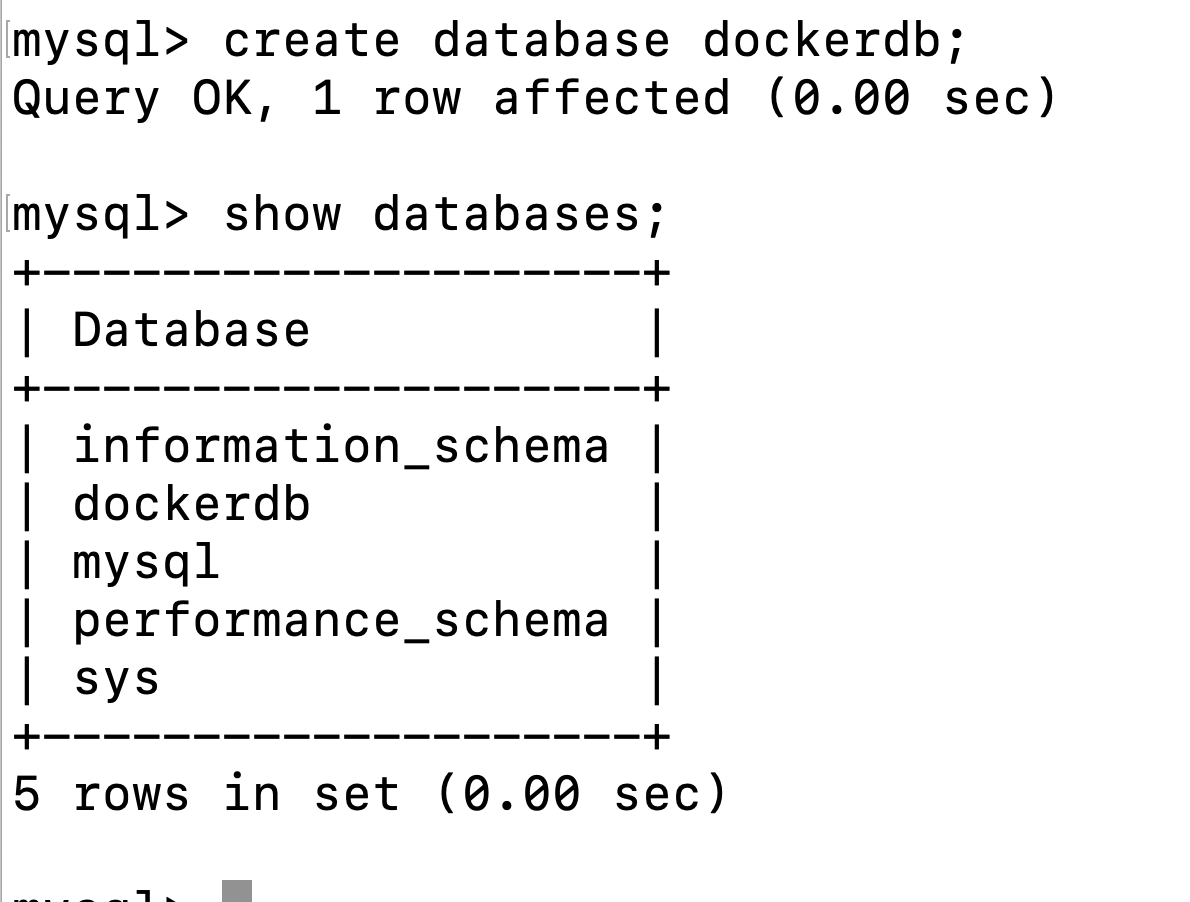 mysql> create database dockerdb;
Query OK, 1 row affected (0.00 sec)
mysql> show databases;
+--------------------+
| Database           |
+--------------------+
| information_schema |
| dockerdb           |
| mysql              |
| performance_schema |
| sys                |
+--------------------+
5 rows in set (0.00 sec)
mysql>